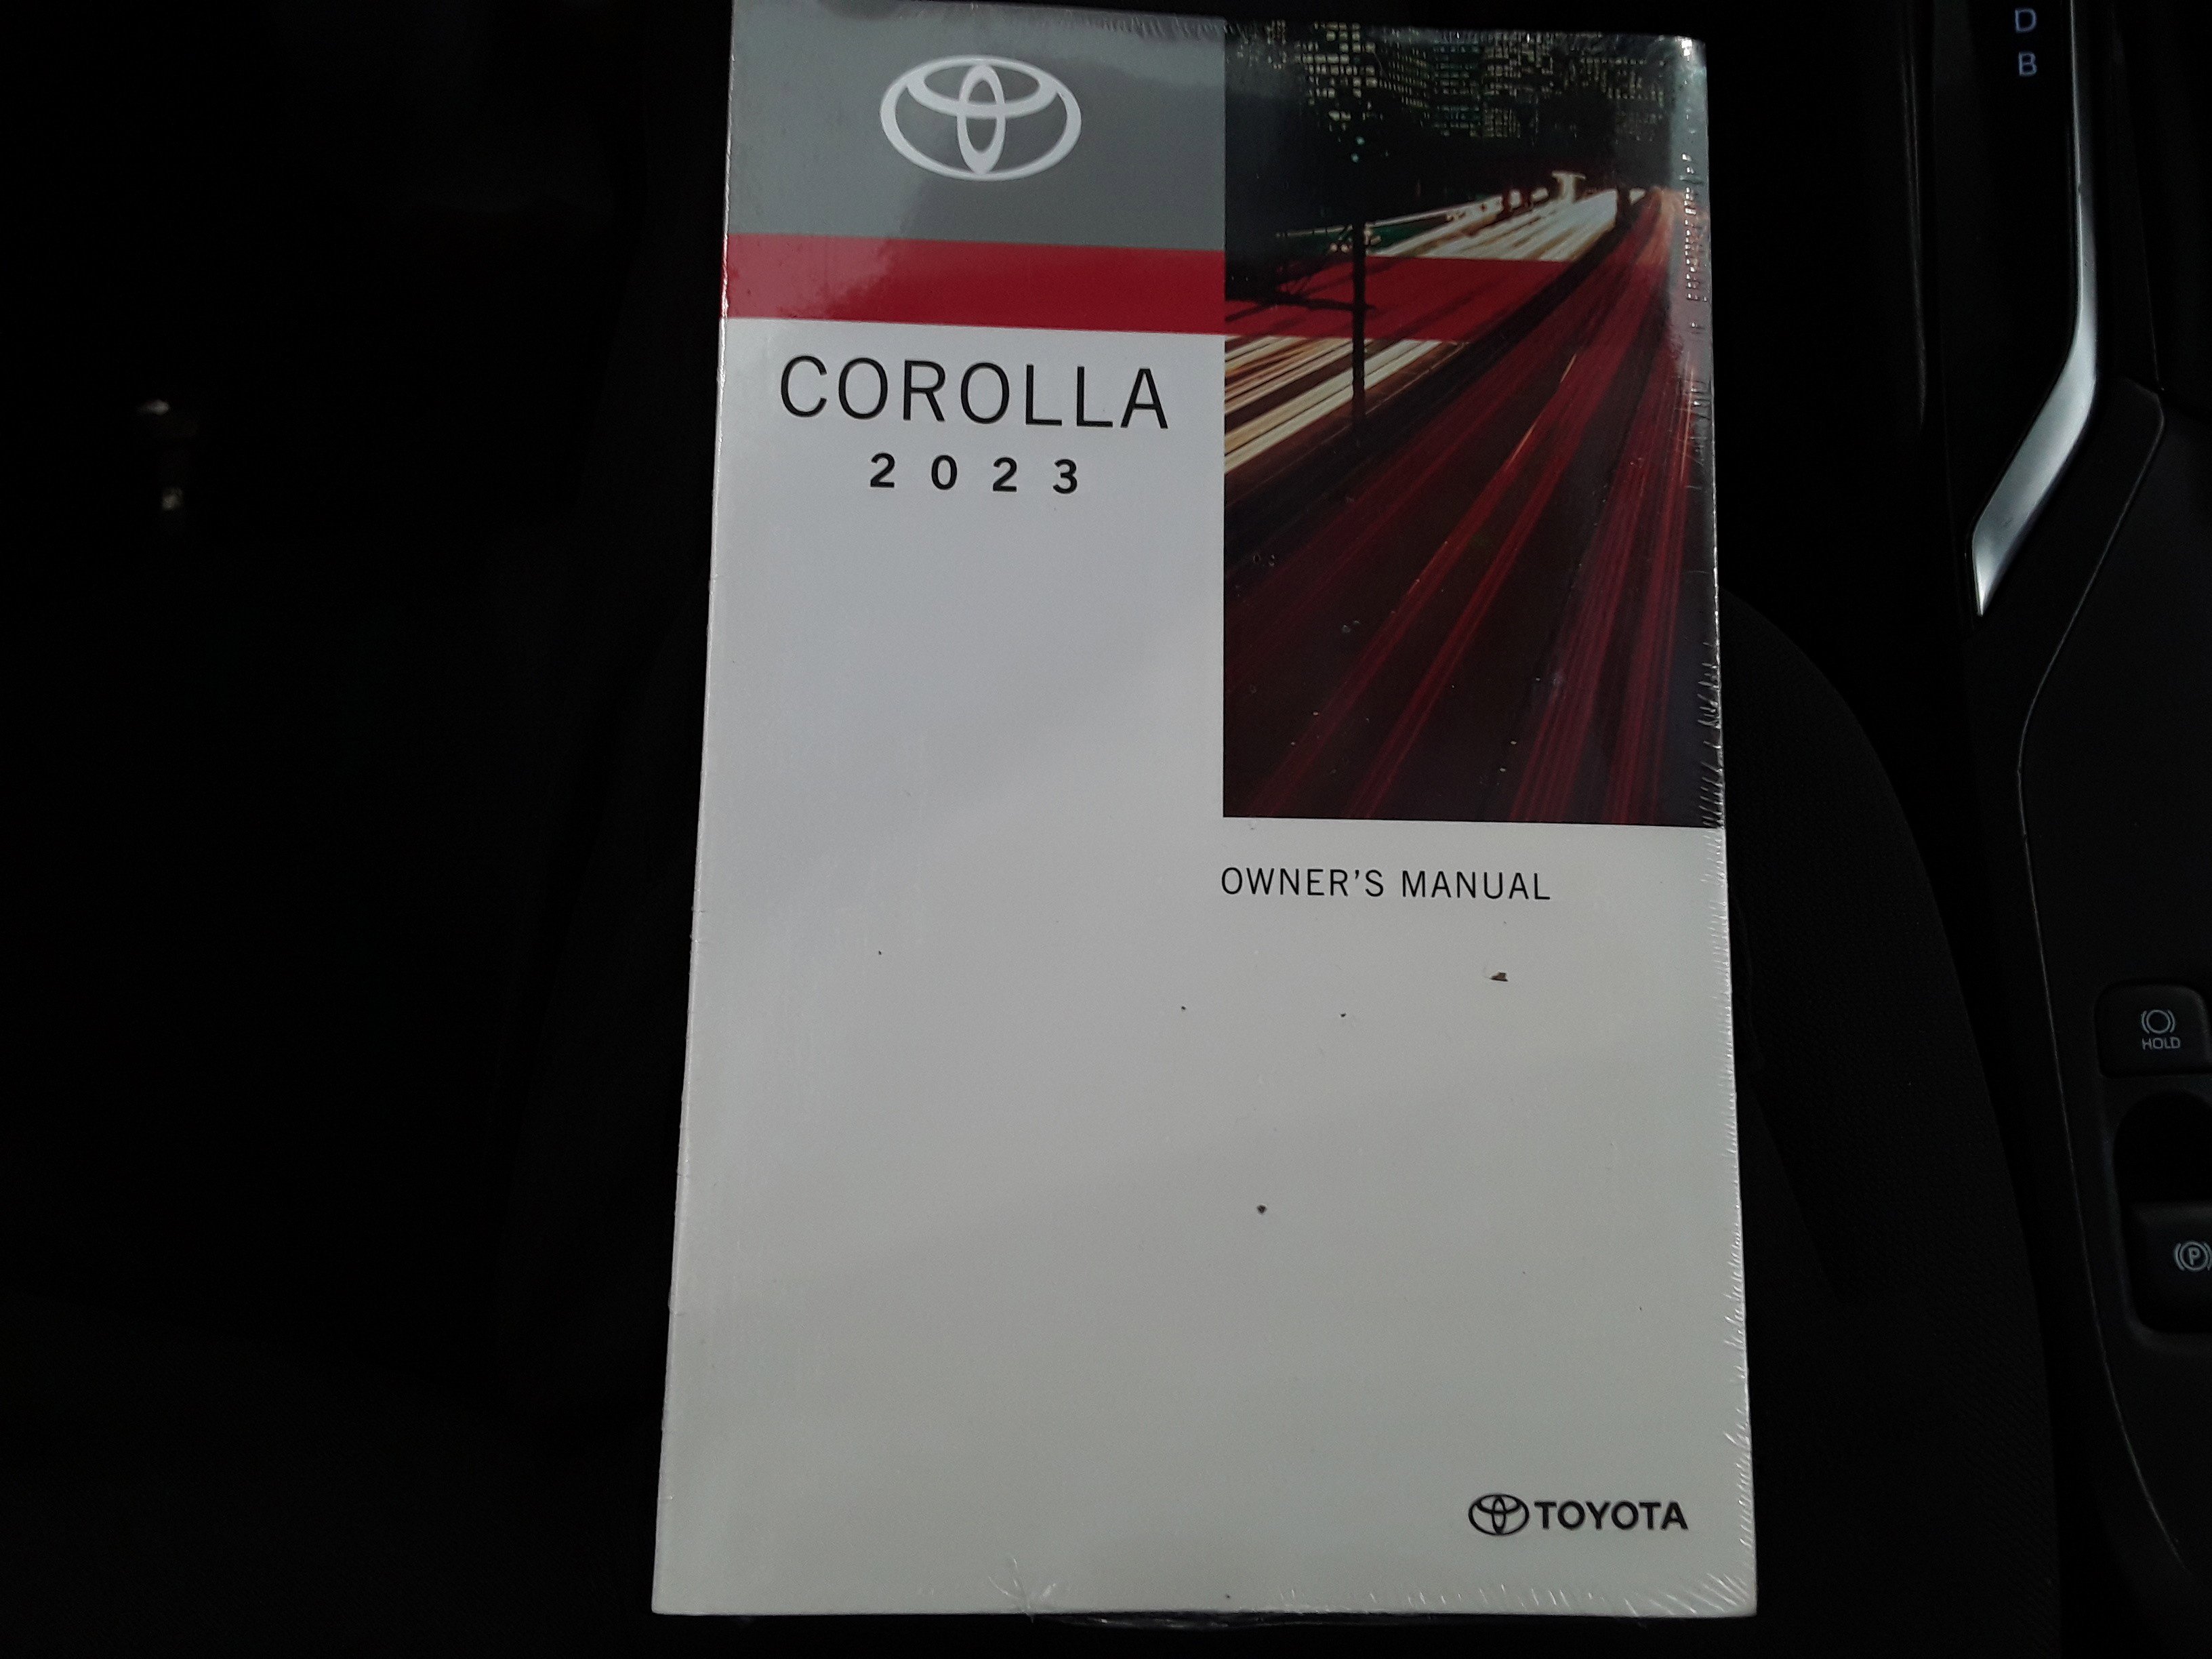 D
B
COROLLA
2023
OWNER'S MANUAL
HOLD
P
TOYOTA